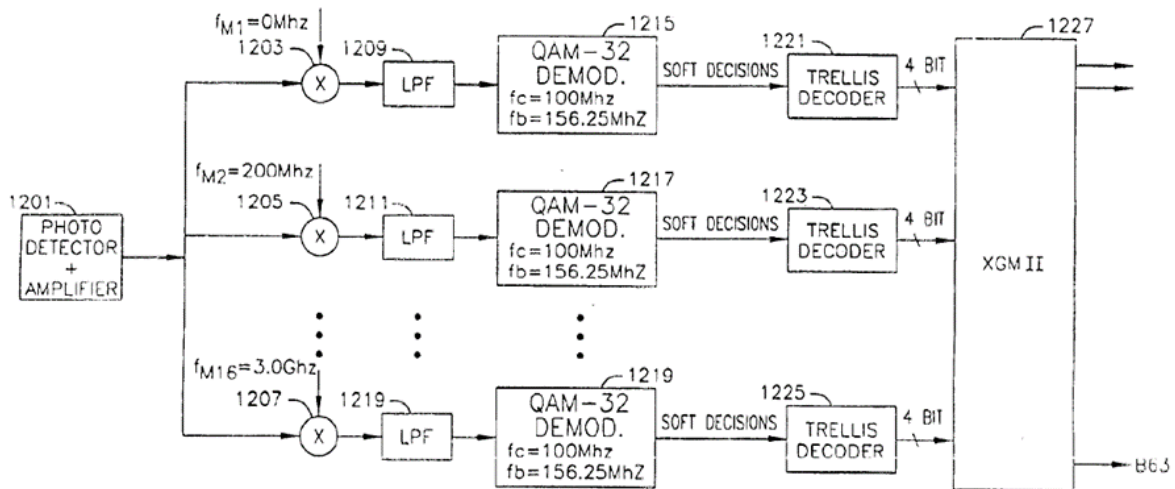 fM1=0Mhz
1203
1209
1215
1221
1227
X
LPF
QAM-32
DEMOD.
fc=100Mhz
fb=156.25MhZ
SOFT DECISIONS
TRELLIS
DECODER
4 BIT
fM2=200Mhz
1205
1211
1217
1223
X
LPF
QAM-32
DEMOD.
fc=100Mhz
fb=156.25MhZ
SOFT DECISIONS
TRELLIS
DECODER
4 BIT
1201
PHOTO
DETECTOR
+
AMPLIFIER
XGMII
fM16=3.0Ghz
1207
1219
1219
1225
X
LPF
QAM-32
DEMOD.
fc=100Mhz
fb=156.25MhZ
SOFT DECISIONS
TRELLIS
DECODER
4 BIT
B63